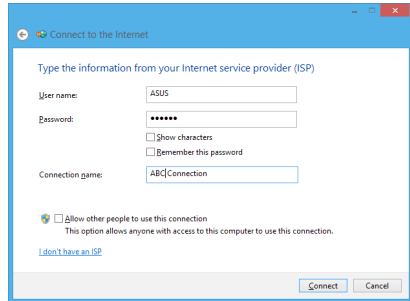 Connect to the Internet
Type the information from your Internet service provider (ISP)
User name: ASUS
Password: ••••••
Show characters
Remember this password
Connection name: ABC Connection
Allow other people to use this connection
This option allows anyone with access to this computer to use this connection.
I don't have an ISP
Connect Cancel